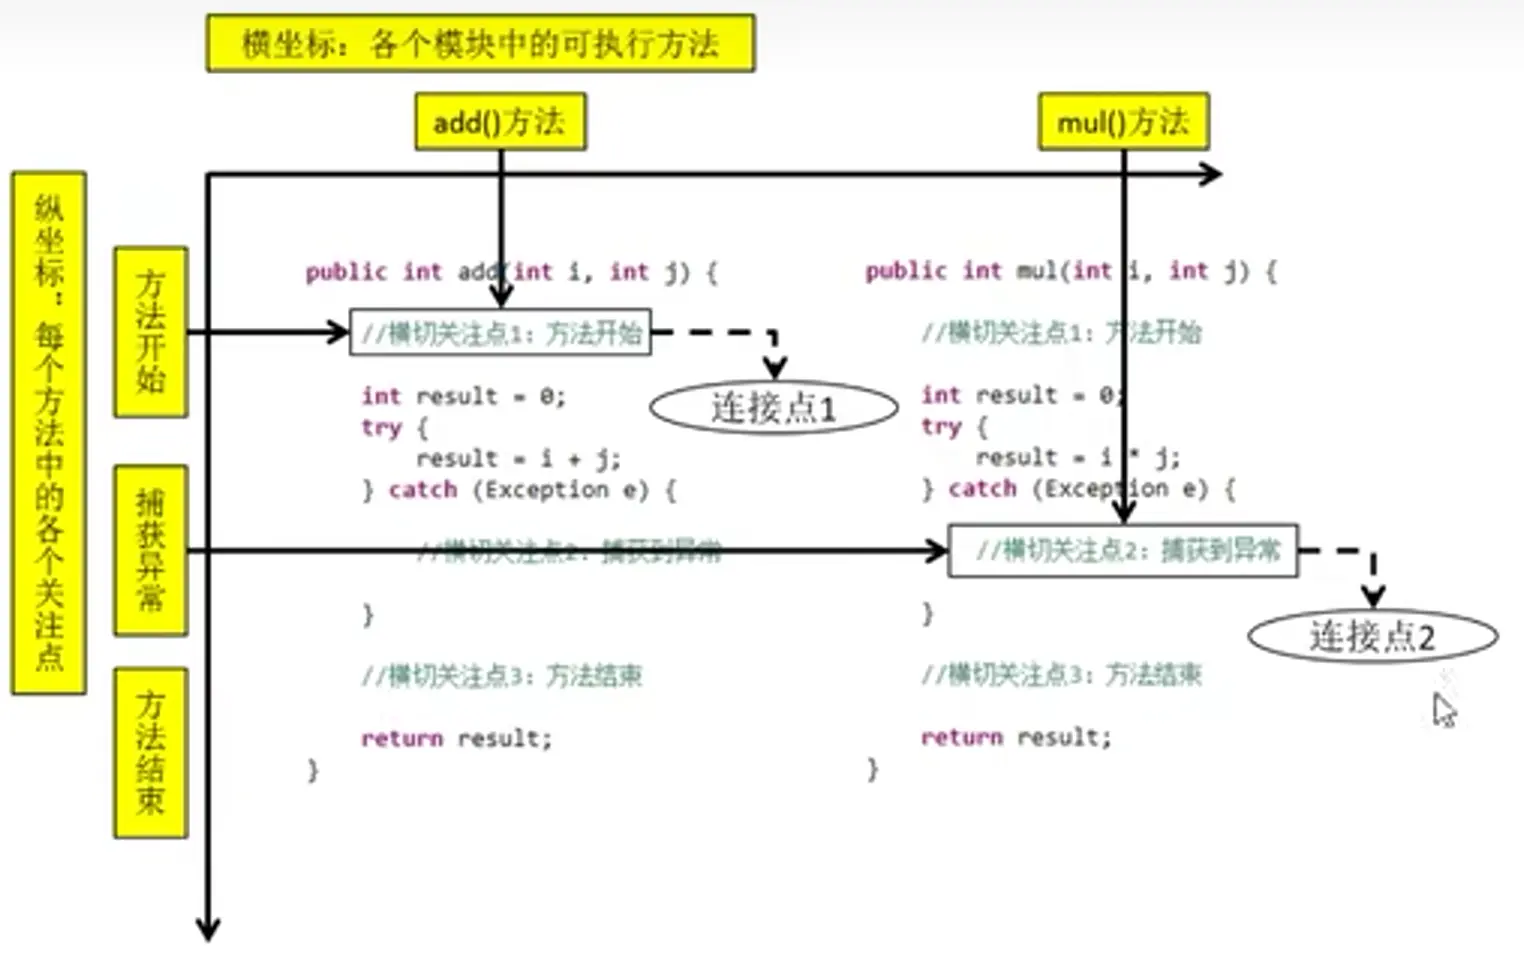 横坐标：各个模块中的可执行方法
add()方法
mul()方法
纵坐标：每个方法中的各个关注点
方法开始
捕获异常
方法结束
public int add(int i, int j) {
//横切关注点1: 方法开始
连接点1
int result = 0;
try {
result = i + j;
} catch (Exception e) {
//横切关注点2: 捕获到异常
}
//横切关注点3: 方法结束
return result;
}
public int mul(int i, int j) {
//横切关注点1: 方法开始
int result = 0;
try {
result = i * j;
} catch (Exception e) {
//横切关注点2: 捕获到异常
连接点2
}
//横切关注点3: 方法结束
return result;
}